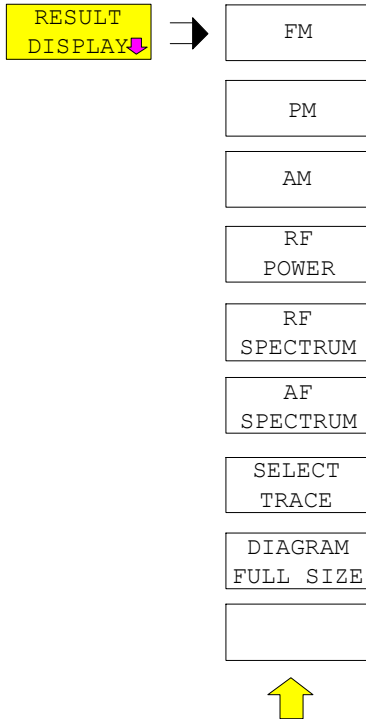 RESULT
DISPLAY
FM
PM
AM
RF
POWER
RF
SPECTRUM
AF
SPECTRUM
SELECT
TRACE
DIAGRAM
FULL SIZE